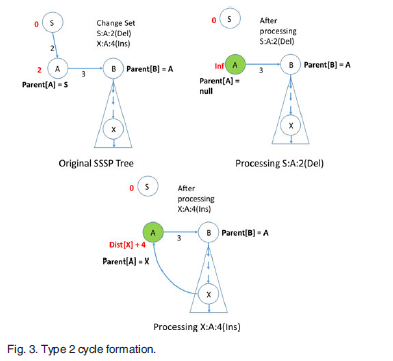 0 S
Change Set
S:A:2(Del)
X:A:4(Ins)
2
2 A
3
B
Parent[B] = A
Parent[A] = S
X
Original SSSP Tree
0 S
After
processing
S:A:2(Del)
Inf A
3
B
Parent[B] = A
Parent[A] =
null
X
Processing S:A:2(Del)
0 S
After
processing
X:A:4(Ins)
A
3
B
Parent[B] = A
Dist[X] + 4
Parent[A] = X
X
Processing X:A:4(Ins)
Fig. 3. Type 2 cycle formation.